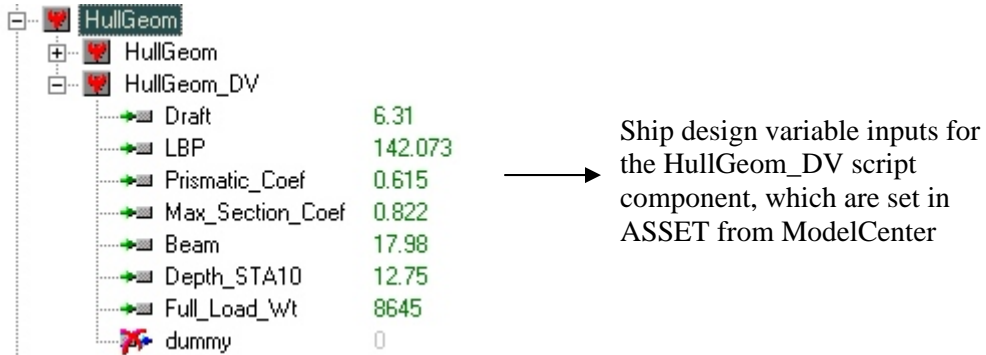 HullGeom
HullGeom
HullGeom_DV
Draft 6.31
LBP 142.073
Prismatic_Coef 0.615
Max_Section_Coef 0.822
Beam 17.98
Depth_STA10 12.75
Full_Load_Wt 8645
dummy 0
Ship design variable inputs for
the HullGeom_DV script
component, which are set in
ASSET from ModelCenter